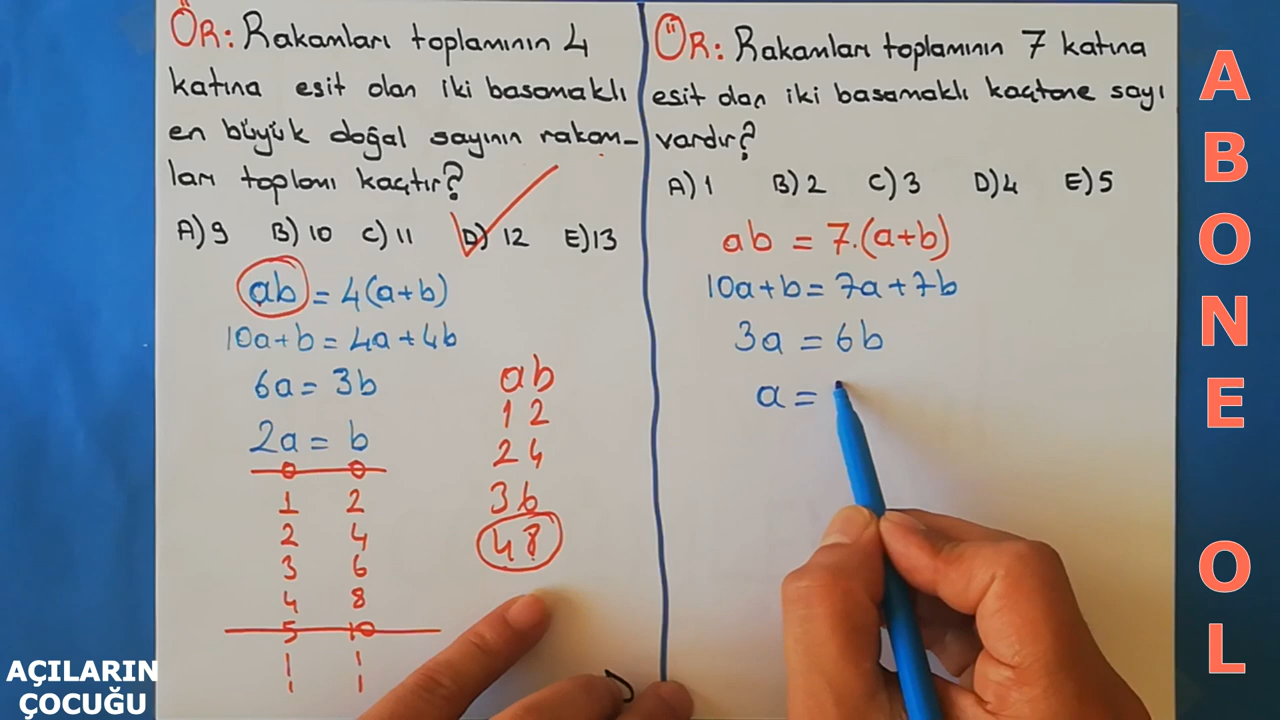 ÖR: Rakamları toplamının 4
katına eşit olan iki basamaklı
en büyük doğal sayının rakam-
ları toplamı kaçtır?
A) 9 B) 10 C) 11 D) 12 E) 13
ab = 4(a+b)
10a+b = 4a+4b
6a = 3b
2a = b
0 0
1 2
2 4
3 6
4 8
5 10
ab
12
24
36
48
ÖR: Rakamları toplamının 7 katına
eşit olan iki basamaklı kaç tane sayı
vardır?
A) 1 B) 2 C) 3 D) 4 E) 5
ab = 7.(a+b)
10a+b = 7a+7b
3a = 6b
a =
ABONE
OL
AÇILARIN
ÇOCUĞU